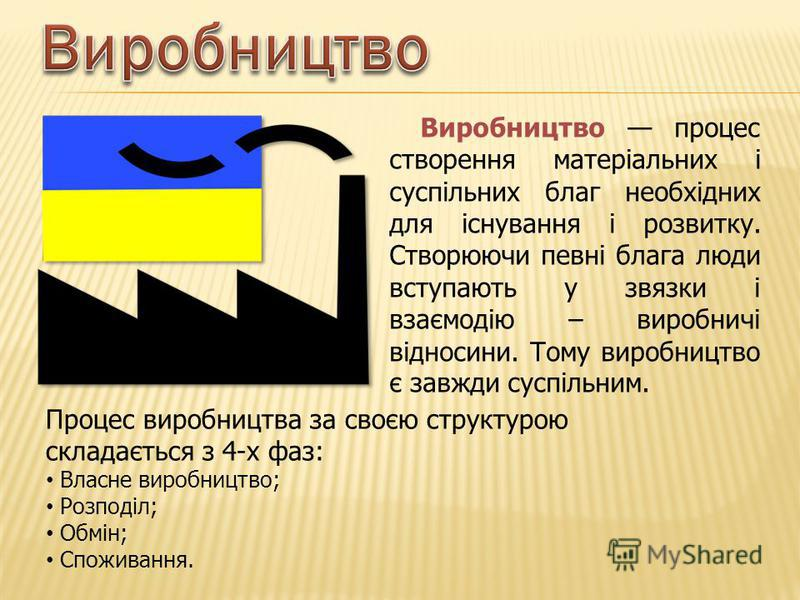 Виробництво
Виробництво — процес
створення матеріальних і
суспільних благ необхідних
для існування і розвитку.
Створюючи певні блага люди
вступають у звязки і
взаємодію – виробничі
відносини. Тому виробництво
є завжди суспільним.
Процес виробництва за своєю структурою
складається з 4-х фаз:
• Власне виробництво;
• Розподіл;
• Обмін;
• Споживання.
MyShared